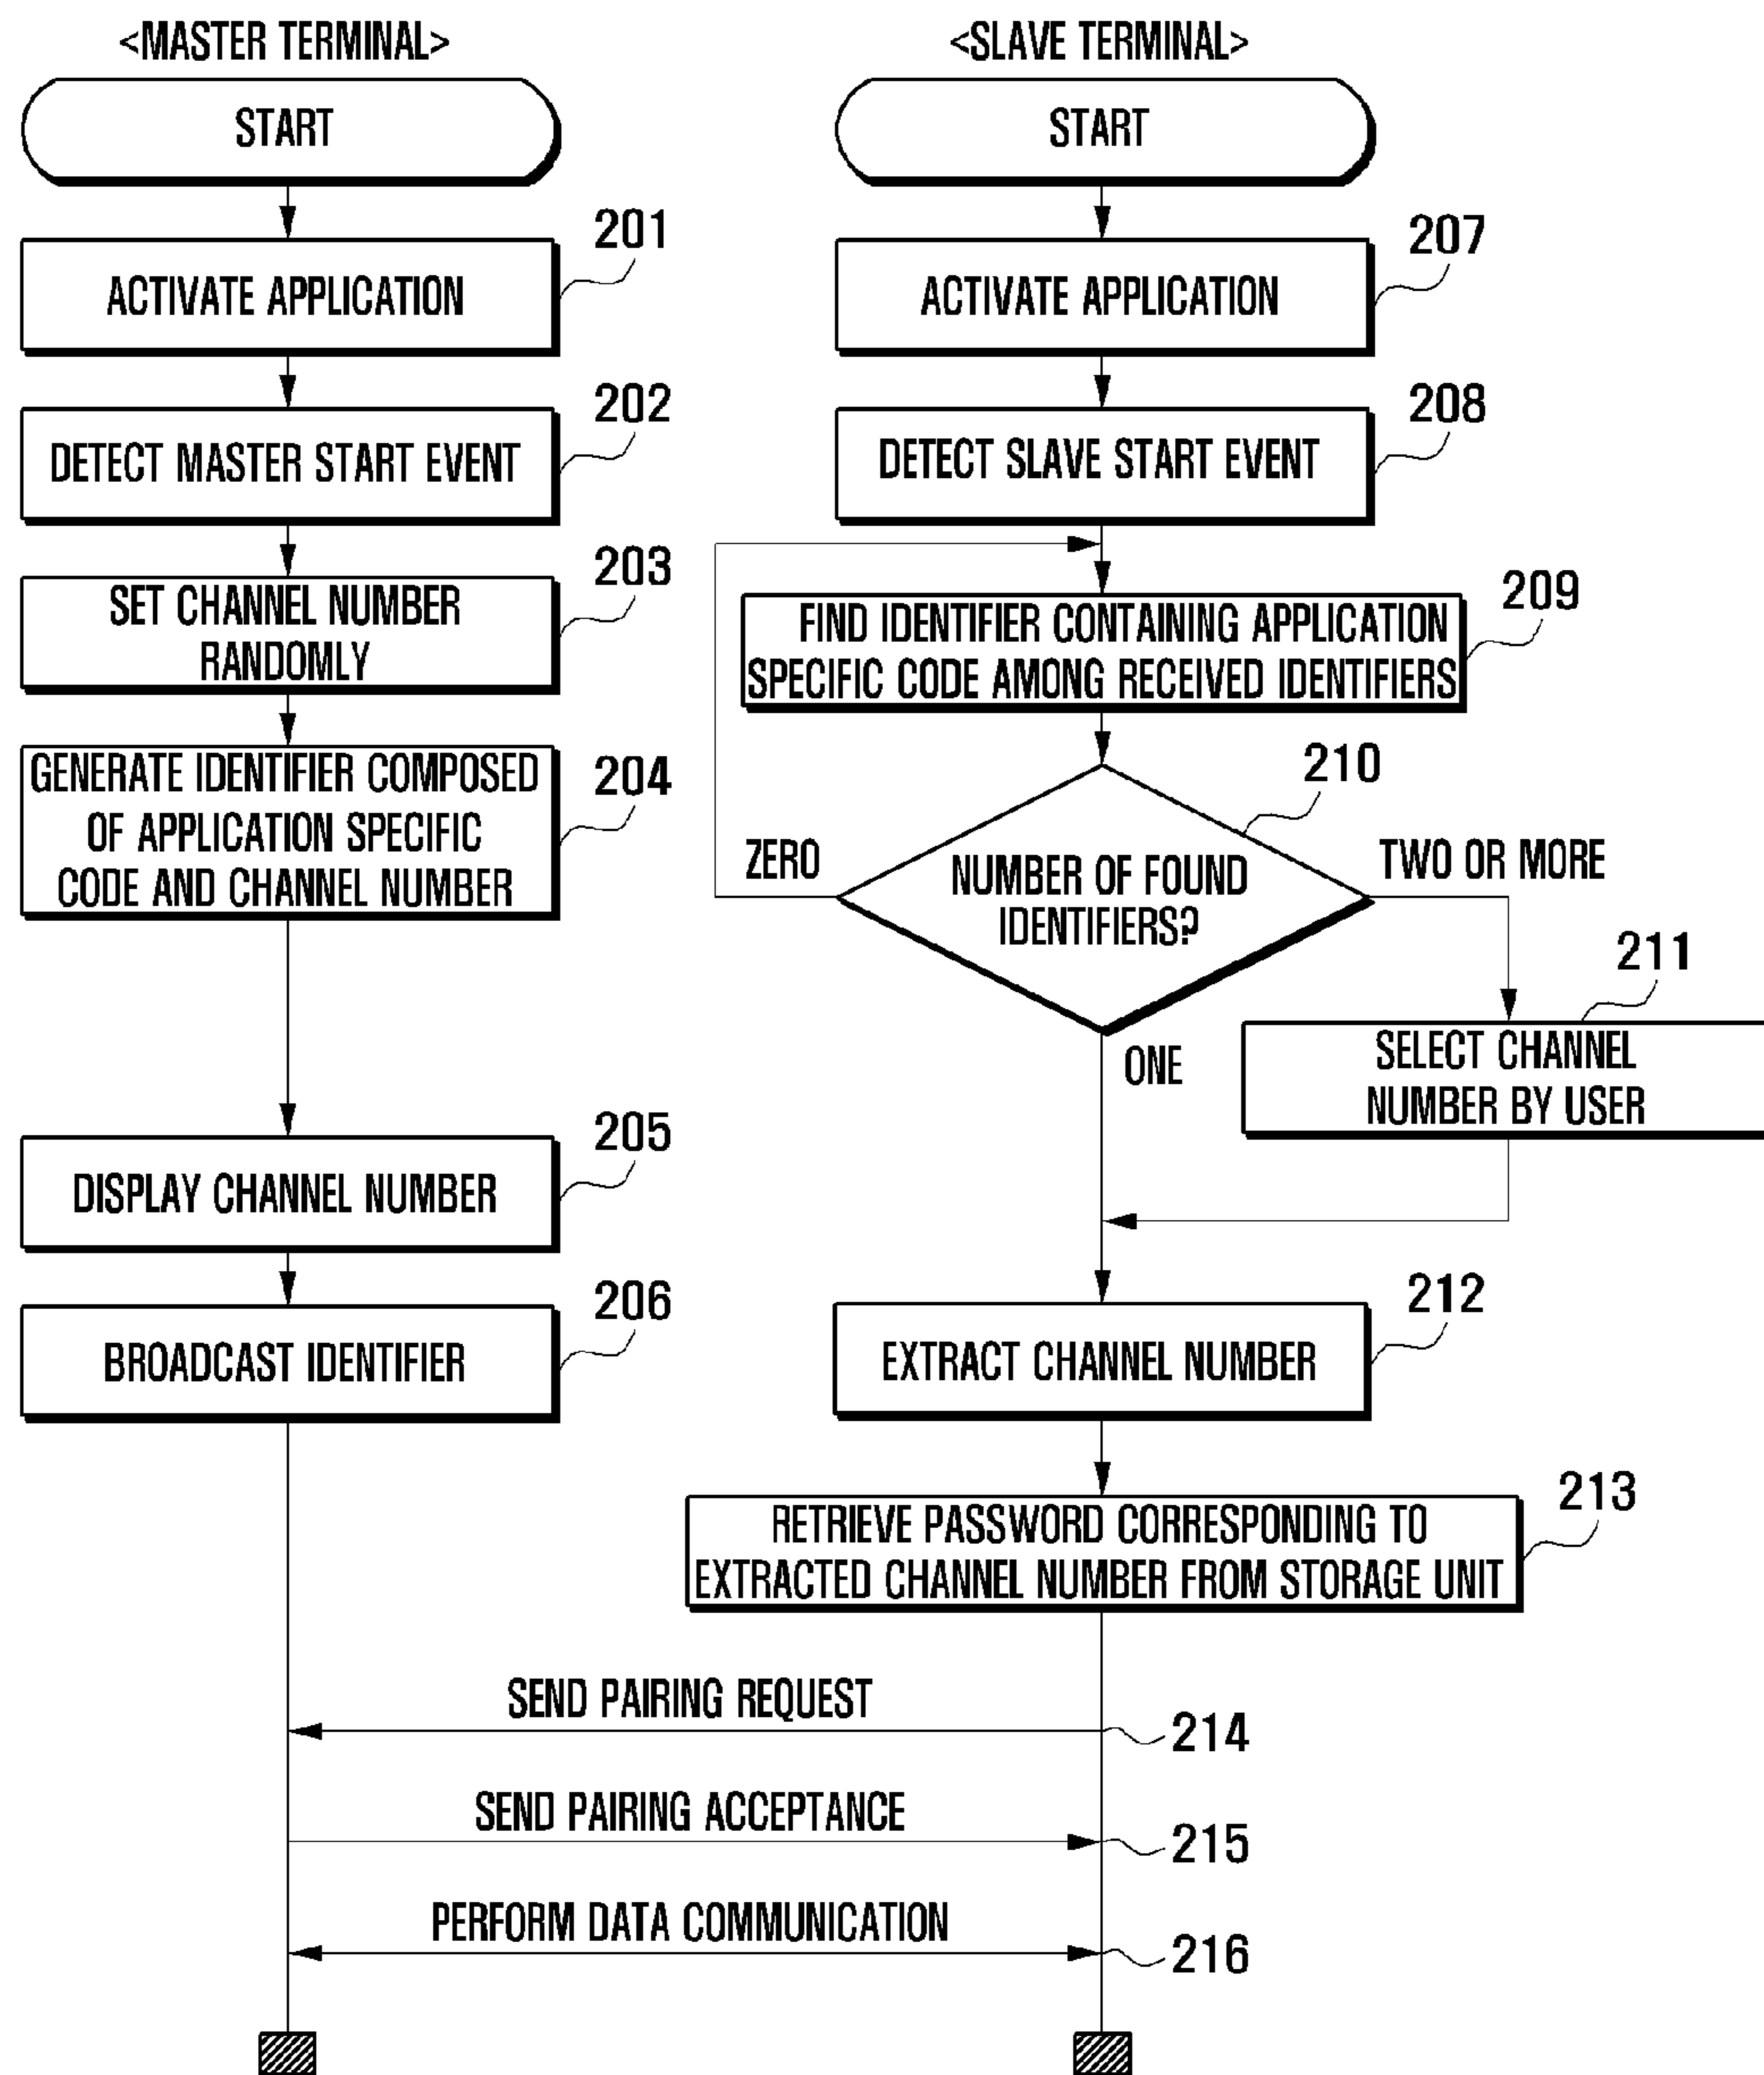 <MASTER TERMINAL>
START
201
ACTIVATE APPLICATION
202
DETECT MASTER START EVENT
203
SET CHANNEL NUMBER
RANDOMLY
204
GENERATE IDENTIFIER COMPOSED
OF APPLICATION SPECIFIC
CODE AND CHANNEL NUMBER
205
DISPLAY CHANNEL NUMBER
206
BROADCAST IDENTIFIER
<SLAVE TERMINAL>
START
207
ACTIVATE APPLICATION
208
DETECT SLAVE START EVENT
209
FIND IDENTIFIER CONTAINING APPLICATION
SPECIFIC CODE AMONG RECEIVED IDENTIFIERS
210
ZERO
NUMBER OF FOUND
IDENTIFIERS?
TWO OR MORE
ONE
211
SELECT CHANNEL
NUMBER BY USER
212
EXTRACT CHANNEL NUMBER
213
RETRIEVE PASSWORD CORRESPONDING TO
EXTRACTED CHANNEL NUMBER FROM STORAGE UNIT
SEND PAIRING REQUEST
214
SEND PAIRING ACCEPTANCE
215
PERFORM DATA COMMUNICATION
216